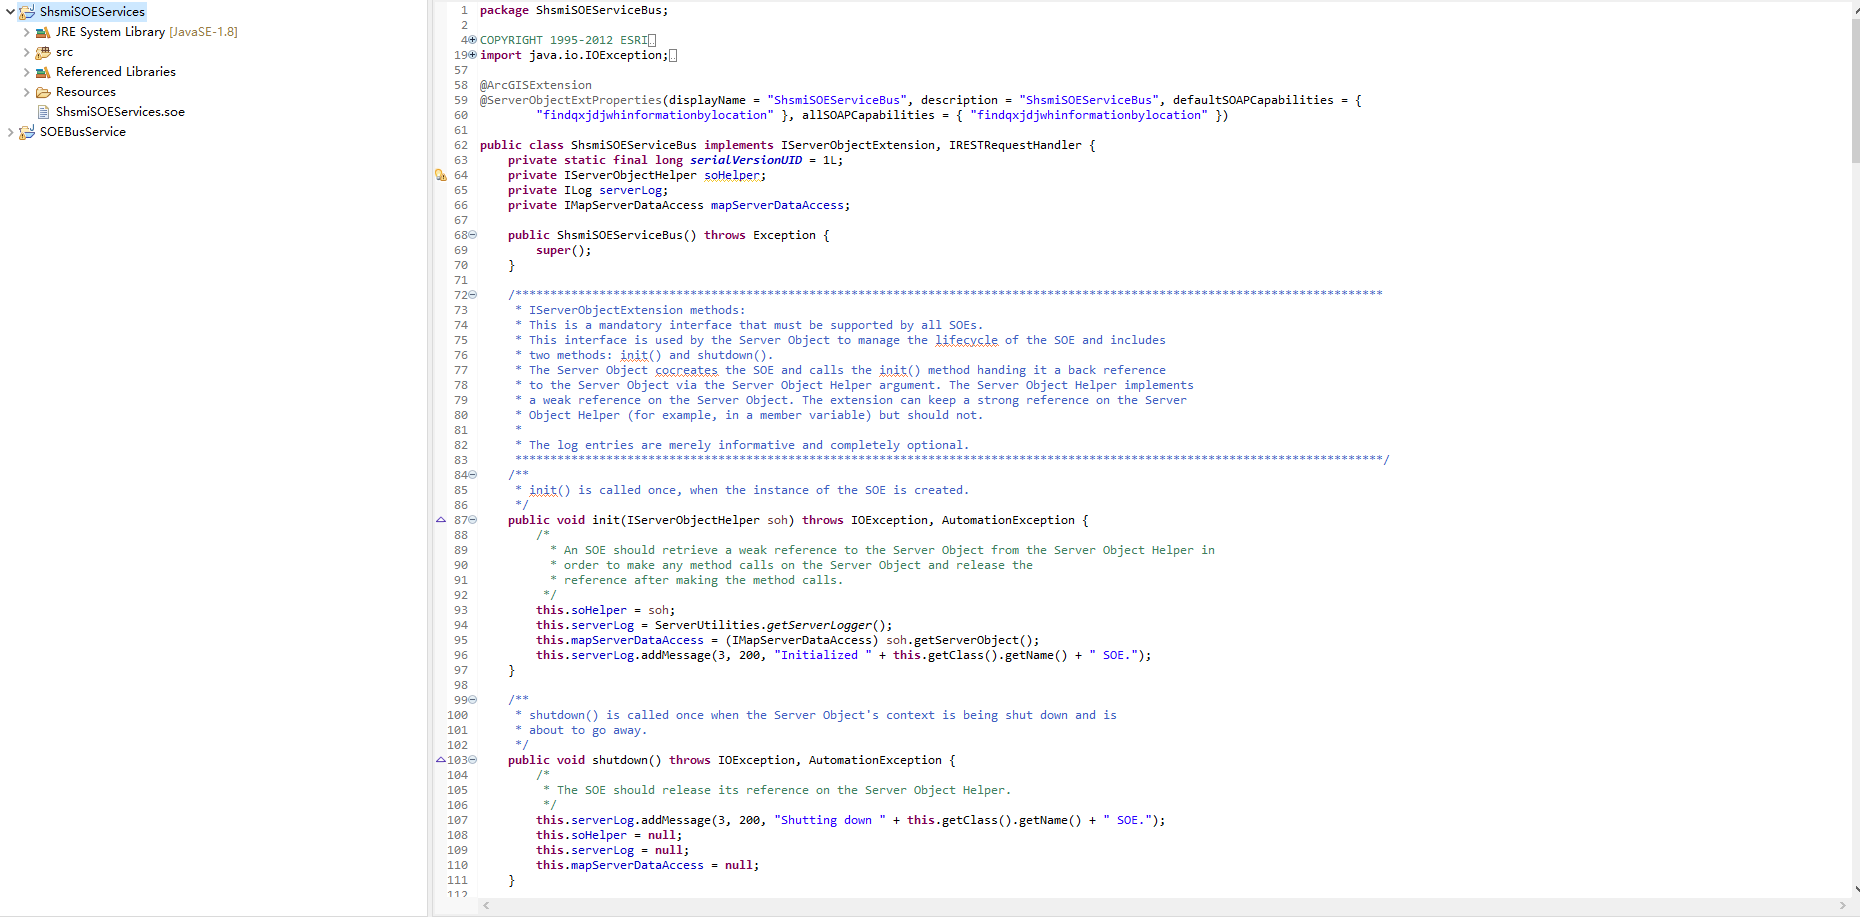 ShsmiSOEServices
JRE System Library [JavaSE-1.8]
src
Referenced Libraries
Resources
ShsmiSOEServices.soe
SOEBusService
1 package ShsmiSOEServiceBus;
2
4 COPYRIGHT 1995-2012 ESRI
19 import java.io.IOException;
57
58 @ArcGISExtension
59 @ServerObjectExtProperties(displayName = "ShsmiSOEServiceBus", description = "ShsmiSOEServiceBus", defaultSOAPCapabilities = {
60 "findqxjdjwhinformationbylocation" }, allSOAPCapabilities = { "findqxjdjwhinformationbylocation" })
61
62 public class ShsmiSOEServiceBus implements IServerObjectExtension, IRESTRequestHandler {
63 private static final long serialVersionUID = 1L;
64 private IServerObjectHelper soHelper;
65 private ILog serverLog;
66 private IMapServerDataAccess mapServerDataAccess;
67
68 public ShsmiSOEServiceBus() throws Exception {
69 super();
70 }
71
72 /****************************************************************************************************************************
73 * IServerObjectExtension methods:
74 * This is a mandatory interface that must be supported by all SOEs.
75 * This interface is used by the Server Object to manage the lifecycle of the SOE and includes
76 * two methods: init() and shutdown().
77 * The Server Object cocreates the SOE and calls the init() method handing it a back reference
78 * to the Server Object via the Server Object Helper argument. The Server Object Helper implements
79 * a weak reference on the Server Object. The extension can keep a strong reference on the Server
80 * Object Helper (for example, in a member variable) but should not.
81 *
82 * The log entries are merely informative and completely optional.
83 ****************************************************************************************************************************/
84 /**
85 * init() is called once, when the instance of the SOE is created.
86 */
87 public void init(IServerObjectHelper soh) throws IOException, AutomationException {
88 /*
89 * An SOE should retrieve a weak reference to the Server Object from the Server Object Helper in
90 * order to make any method calls on the Server Object and release the
91 * reference after making the method calls.
92 */
93 this.soHelper = soh;
94 this.serverLog = ServerUtilities.getServerLogger();
95 this.mapServerDataAccess = (IMapServerDataAccess) soh.getServerObject();
96 this.serverLog.addMessage(3, 200, "Initialized " + this.getClass().getName() + " SOE.");
97 }
98
99 /**
100 * shutdown() is called once when the Server Object's context is being shut down and is
101 * about to go away.
102 */
103 public void shutdown() throws IOException, AutomationException {
104 /*
105 * The SOE should release its reference on the Server Object Helper.
106 */
107 this.serverLog.addMessage(3, 200, "Shutting down " + this.getClass().getName() + " SOE.");
108 this.soHelper = null;
109 this.serverLog = null;
110 this.mapServerDataAccess = null;
111 }
112